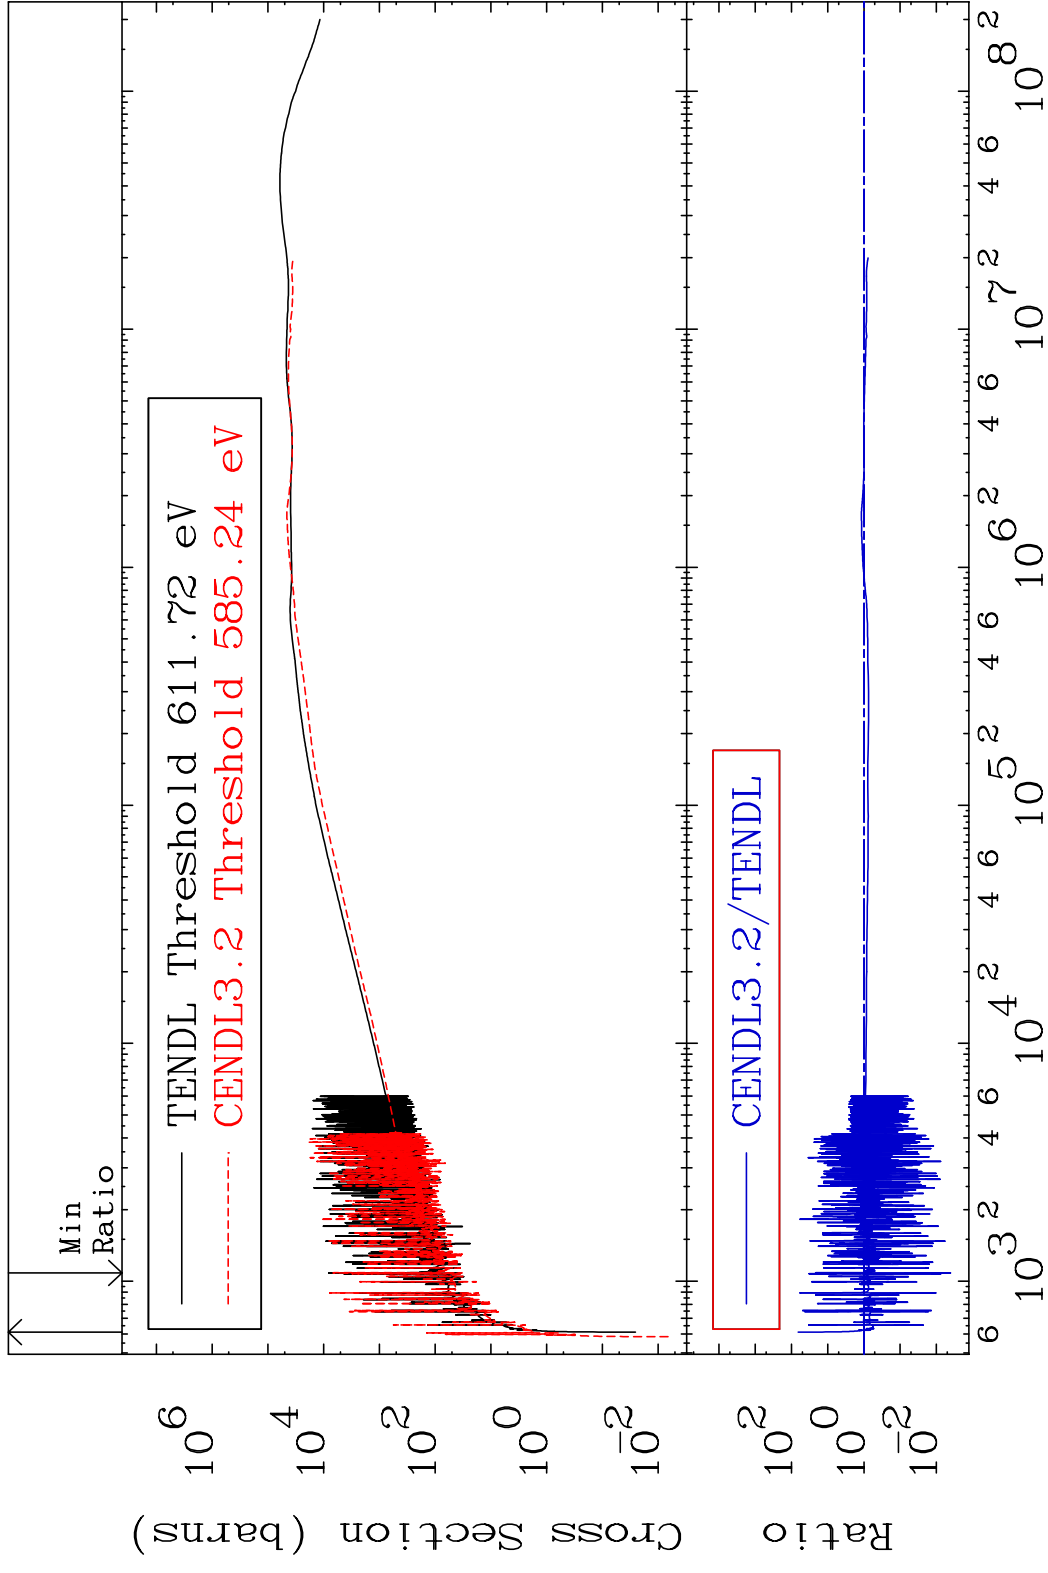 Min
Ratio
TENDL Threshold 611.72 eV
CENDL3.2 Threshold 585.24 eV
10^6
10^4
10^2
10^0
10^-2
Cross Section (barns)
CENDL3.2/TENDL
10^2
10^0
10^-2
Ratio
6 2 4 6 2 4 6 2 4 6 2 4 6 2 4 6 2
10^3 10^4 10^5 10^6 10^7 10^8